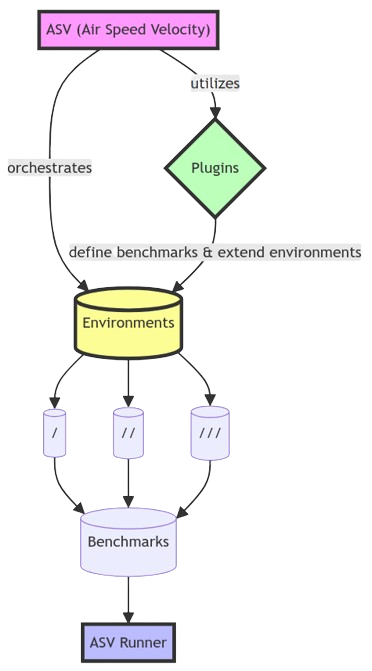 ASV (Air Speed Velocity)
utilizes
orchestrates
Plugins
define benchmarks & extend environments
Environments
/
//
///
Benchmarks
ASV Runner